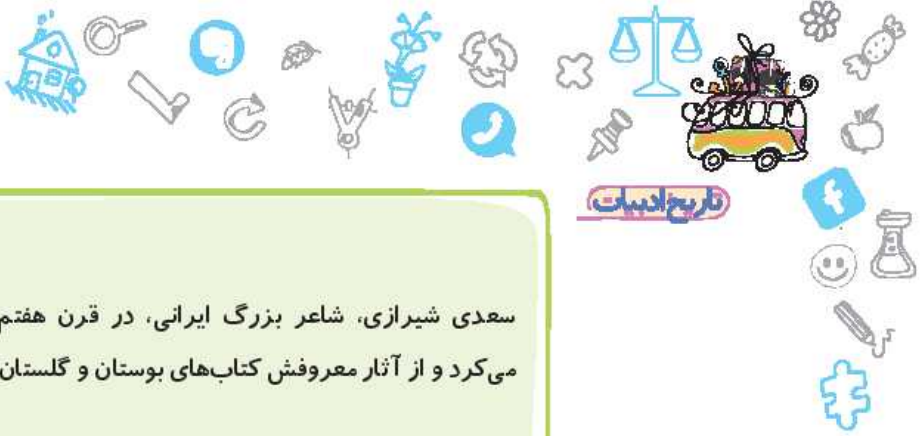 تاریخ ادبیات
سعدی شیرازی، شاعر بزرگ ایرانی، در قرن هفتم
می‌کرد و از آثار معروفش کتاب‌های بوستان و گلستان